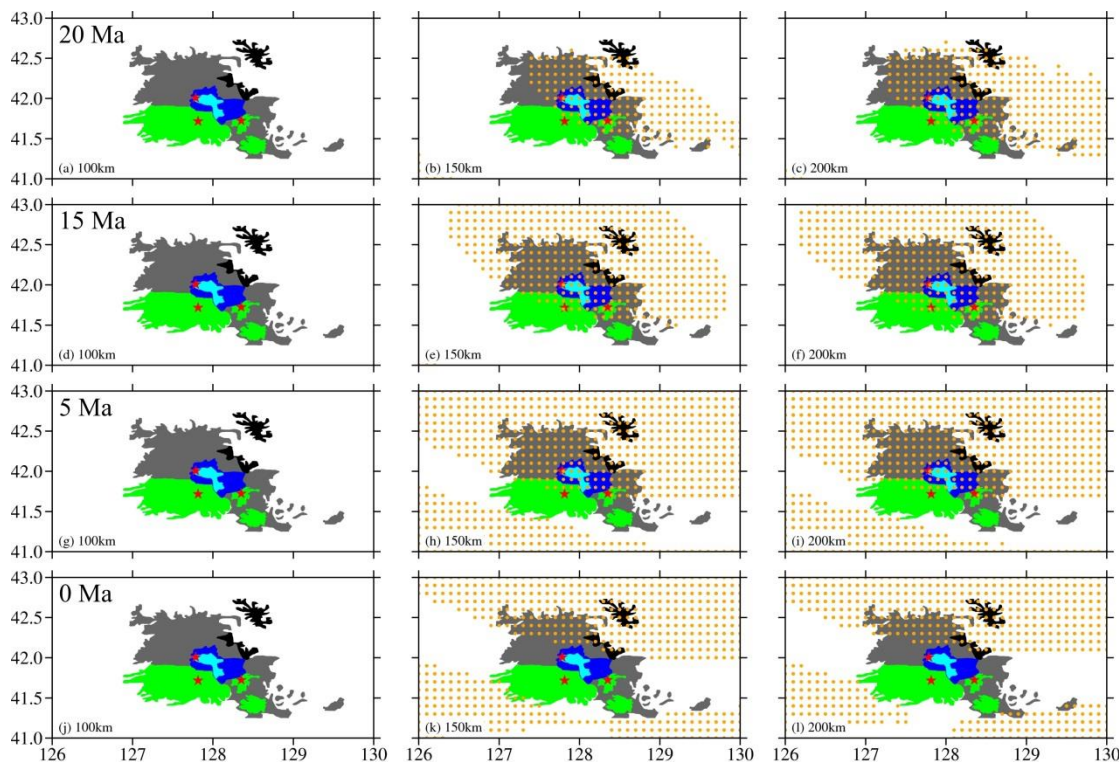 43.0
20 Ma
42.5
42.0
41.5
41.0
(a) 100km
(b) 150km
(c) 200km
43.0
15 Ma
42.5
42.0
41.5
41.0
(d) 100km
(e) 150km
(f) 200km
43.0
5 Ma
42.5
42.0
41.5
41.0
(g) 100km
(h) 150km
(i) 200km
43.0
0 Ma
42.5
42.0
41.5
41.0
(j) 100km
(k) 150km
(l) 200km
126 127 128 129 130 126 127 128 129 130 126 127 128 129 130